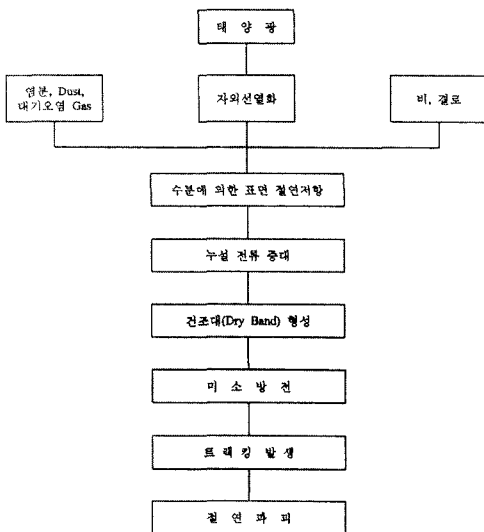 태 양 광
염분, Dust,
대기오염 Gas
자외선열화
비, 결로
수분에 의한 표면 절연저항
누설 전류 증대
건조대(Dry Band) 형성
미 소 방 전
트 래 킹 발 생
절 연 파 괴